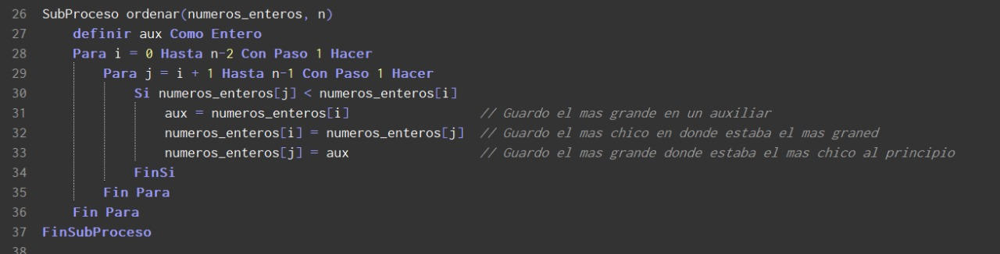 26 SubProceso ordenar(numeros_enteros, n)
27 definir aux Como Entero
28 Para i = 0 Hasta n-2 Con Paso 1 Hacer
29 Para j = i + 1 Hasta n-1 Con Paso 1 Hacer
30 Si numeros_enteros[j] < numeros_enteros[i]
31 aux = numeros_enteros[i] // Guardo el mas grande en un auxiliar
32 numeros_enteros[i] = numeros_enteros[j] // Guardo el mas chico en donde estaba el mas graned
33 numeros_enteros[j] = aux // Guardo el mas grande donde estaba el mas chico al principio
34 FinSi
35 Fin Para
36 Fin Para
37 FinSubProceso
38